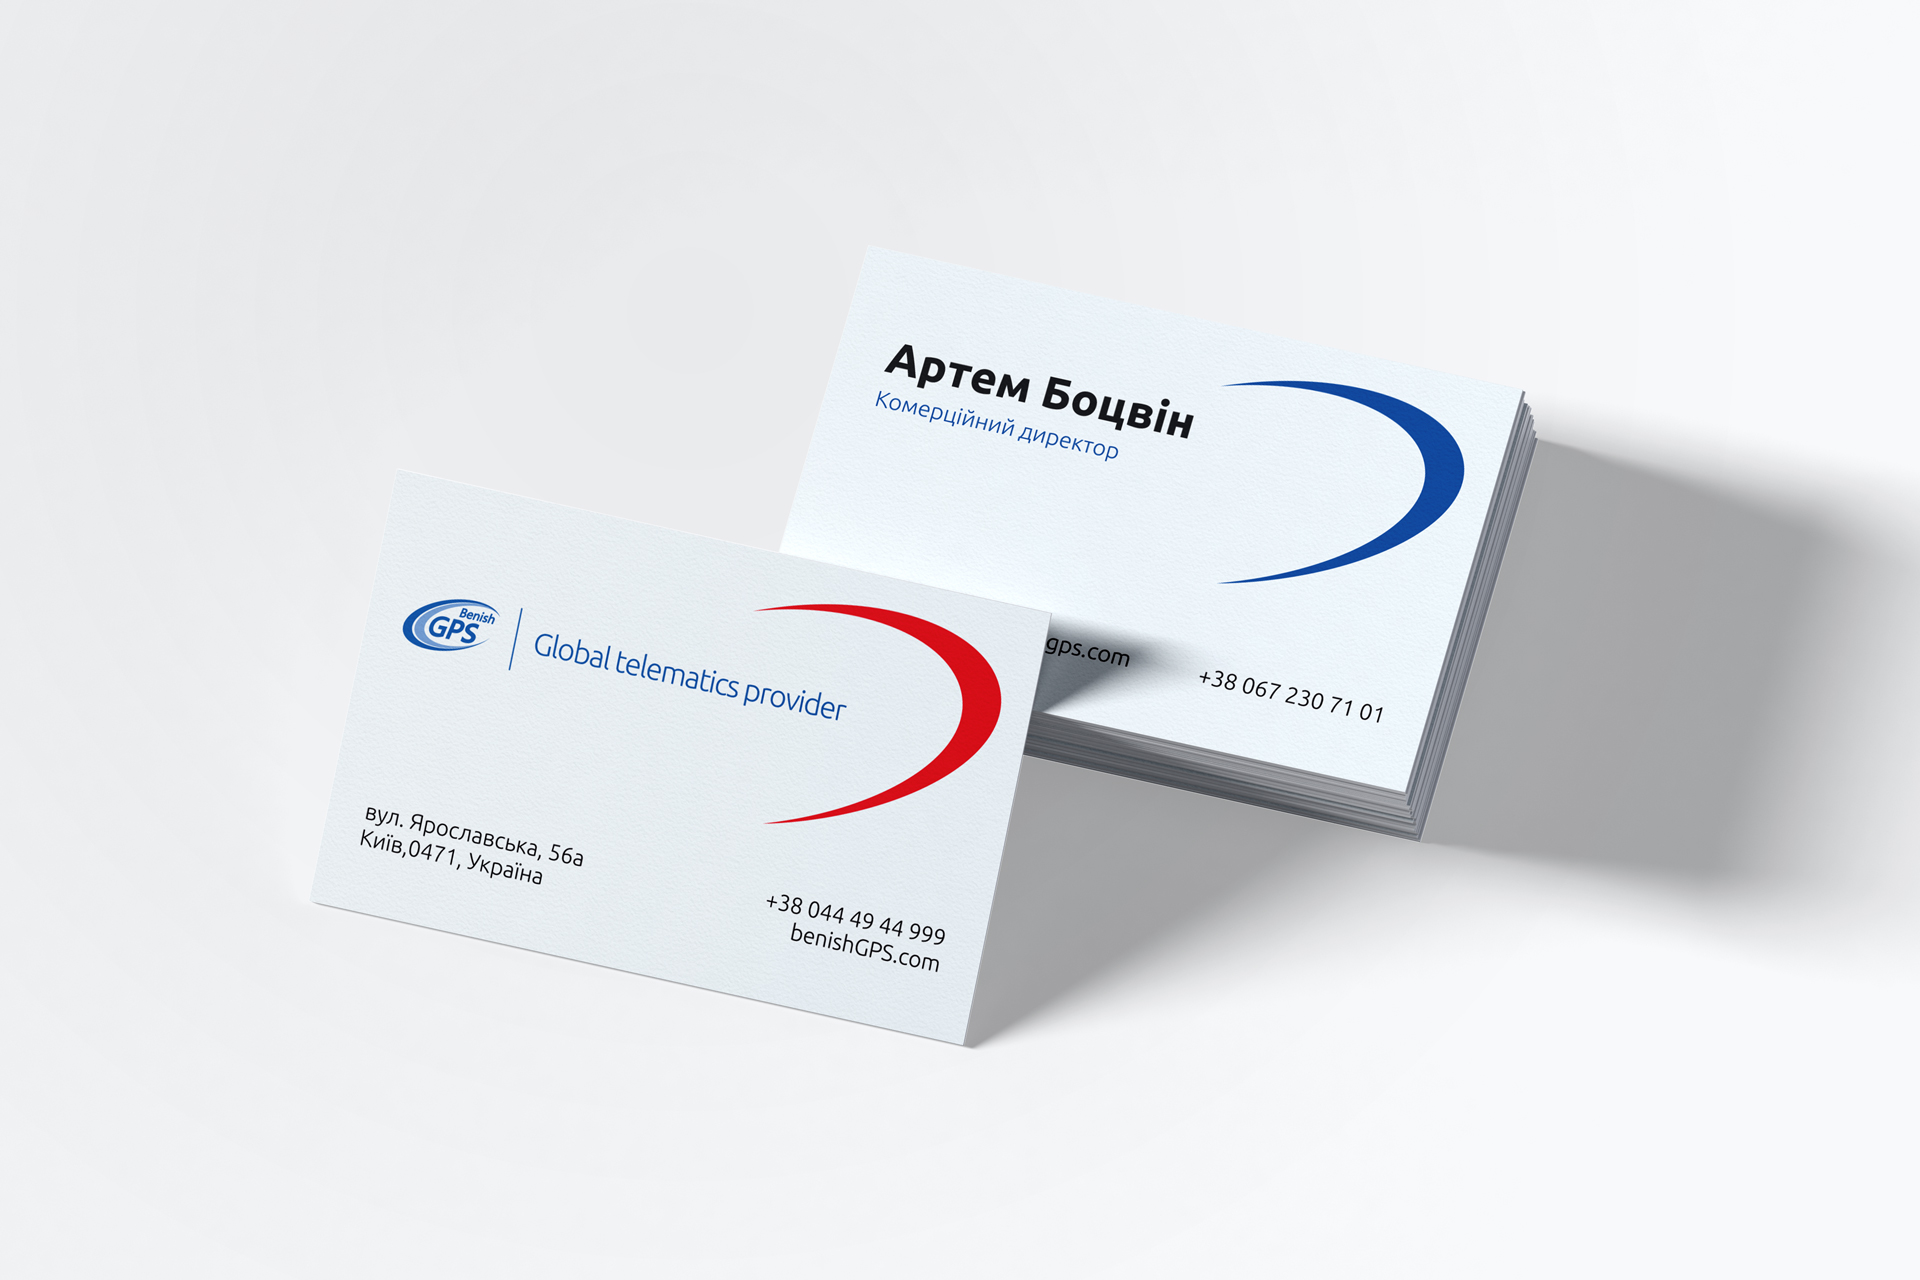 Артем Боцвін
Комерційний директор
gps.com
+38 067 230 71 01
Benish
GPS
Global telematics provider
вул. Ярославська, 56а
Київ,0471, Україна
+38 044 49 44 999
benishGPS.com